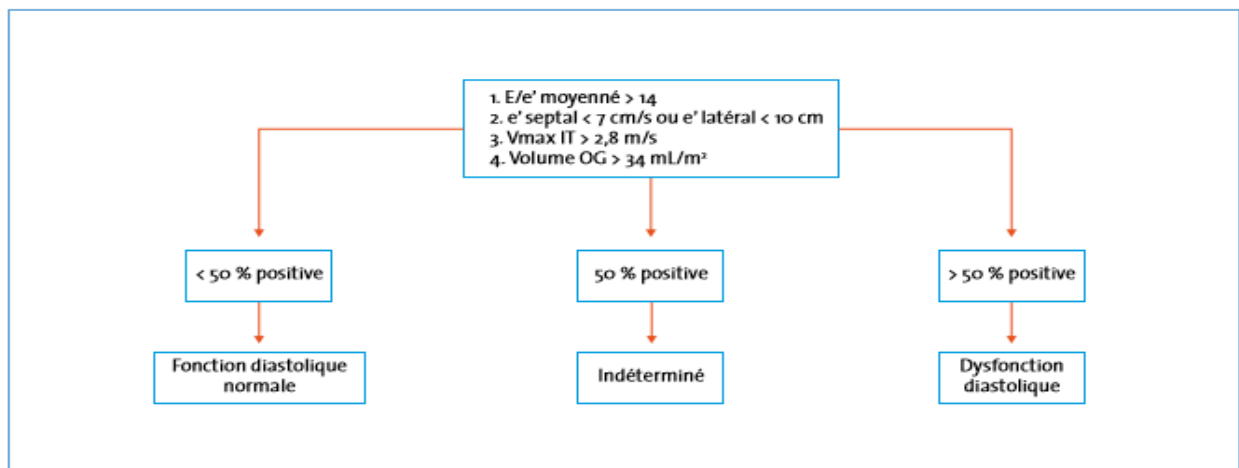 1. E/e' moyenné > 14
2. e' septal < 7 cm/s ou e' latéral < 10 cm
3. Vmax IT > 2,8 m/s
4. Volume OG > 34 mL/m²
< 50 % positive
50 % positive
> 50 % positive
Fonction diastolique
normale
Indéterminé
Dysfonction
diastolique